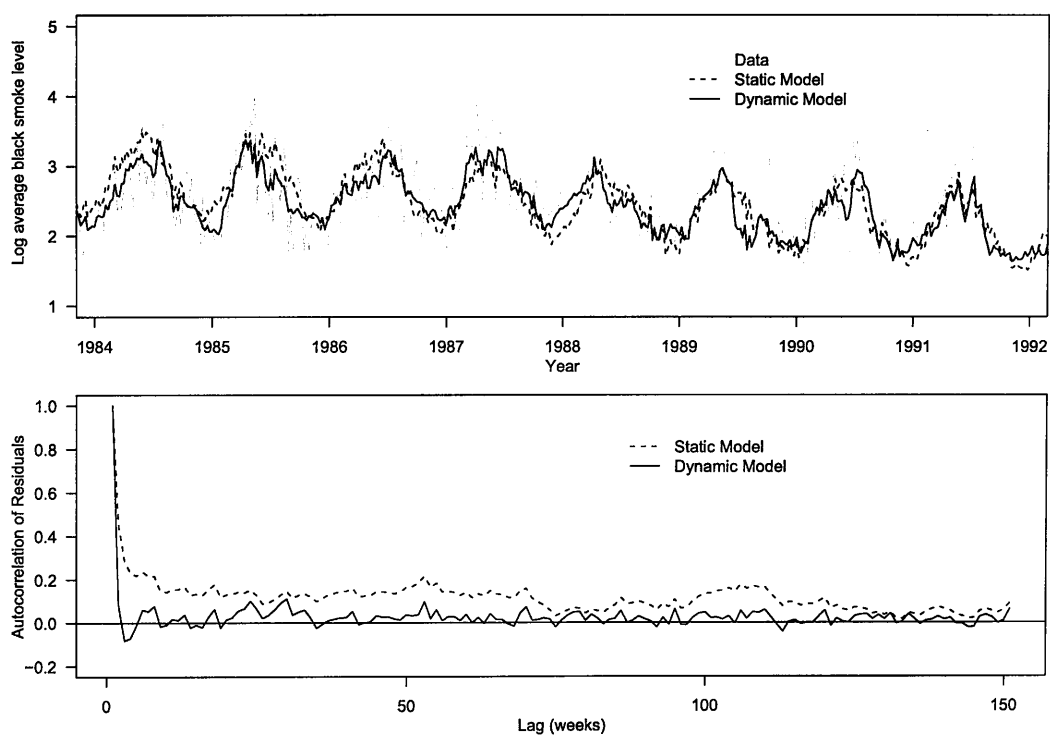 Log average black smoke level
5
4
3
2
1
Data
Static Model
Dynamic Model
1984 1985 1986 1987 1988 1989 1990 1991 1992
Year
Autocorrelation of Residuals
1.0
0.8
0.6
0.4
0.2
0.0
−0.2
Static Model
Dynamic Model
0 50 100 150
Lag (weeks)